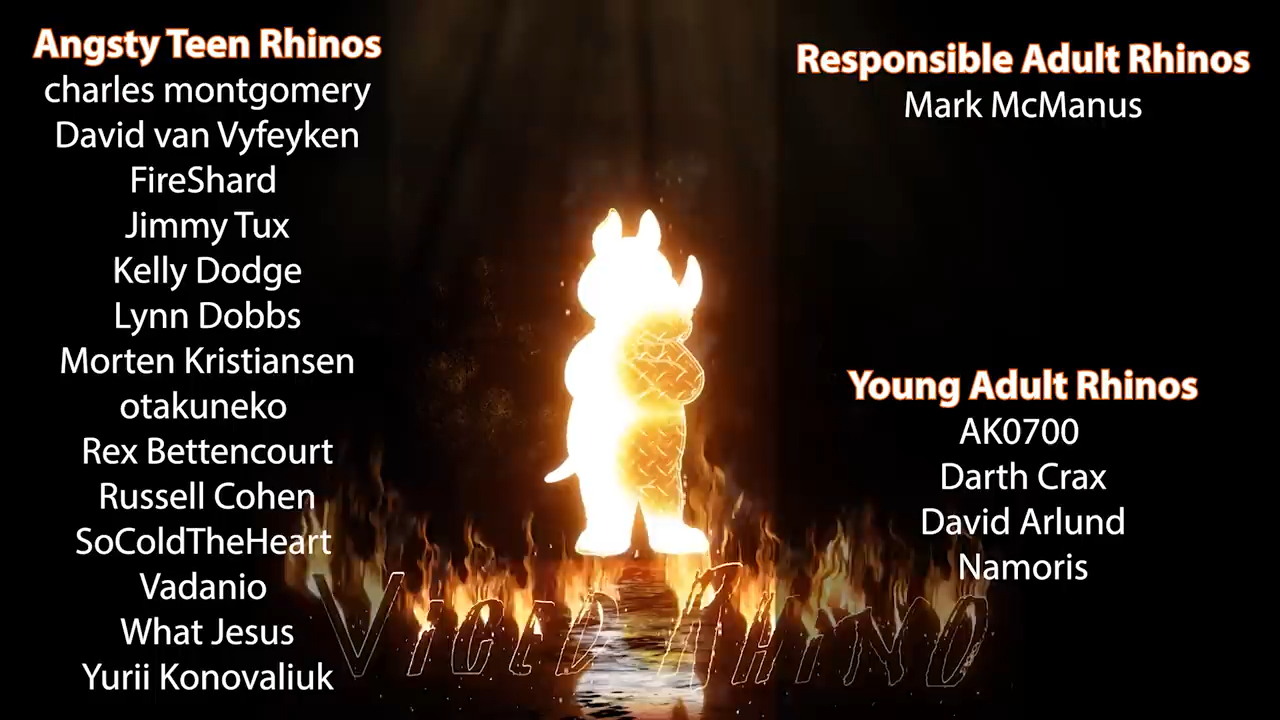 Angsty Teen Rhinos
charles montgomery
David van Vyfeyken
FireShard
Jimmy Tux
Kelly Dodge
Lynn Dobbs
Morten Kristiansen
otakuneko
Rex Bettencourt
Russell Cohen
SoColdTheHeart
Vadanio
What Jesus
Yurii Konovaliuk
Responsible Adult Rhinos
Mark McManus
Young Adult Rhinos
AK0700
Darth Crax
David Arlund
Namoris